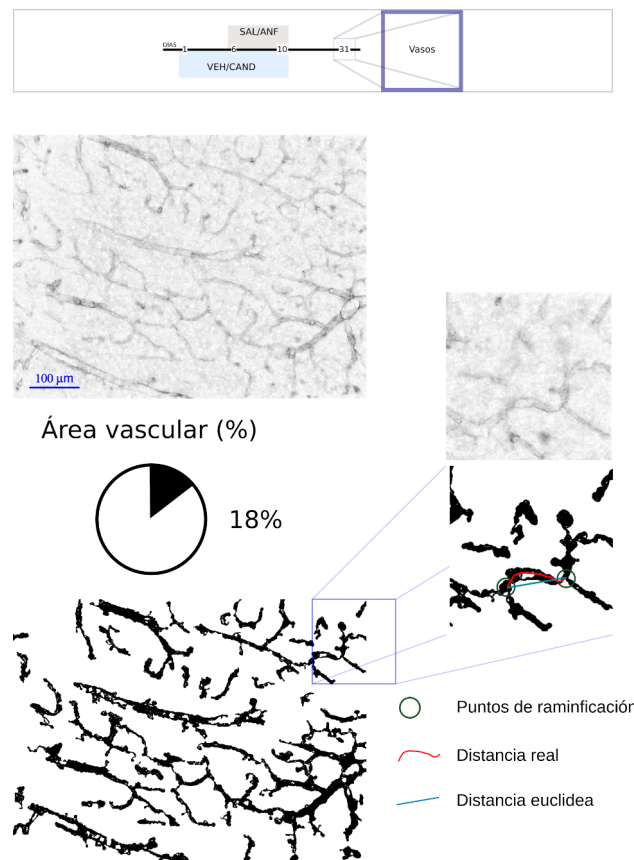 SAL/ANF
DÍAS 1 6 10 31
VEH/CAND
Vasos
100 µm
Área vascular (%)
18%
Puntos de raminficación
Distancia real
Distancia euclidea